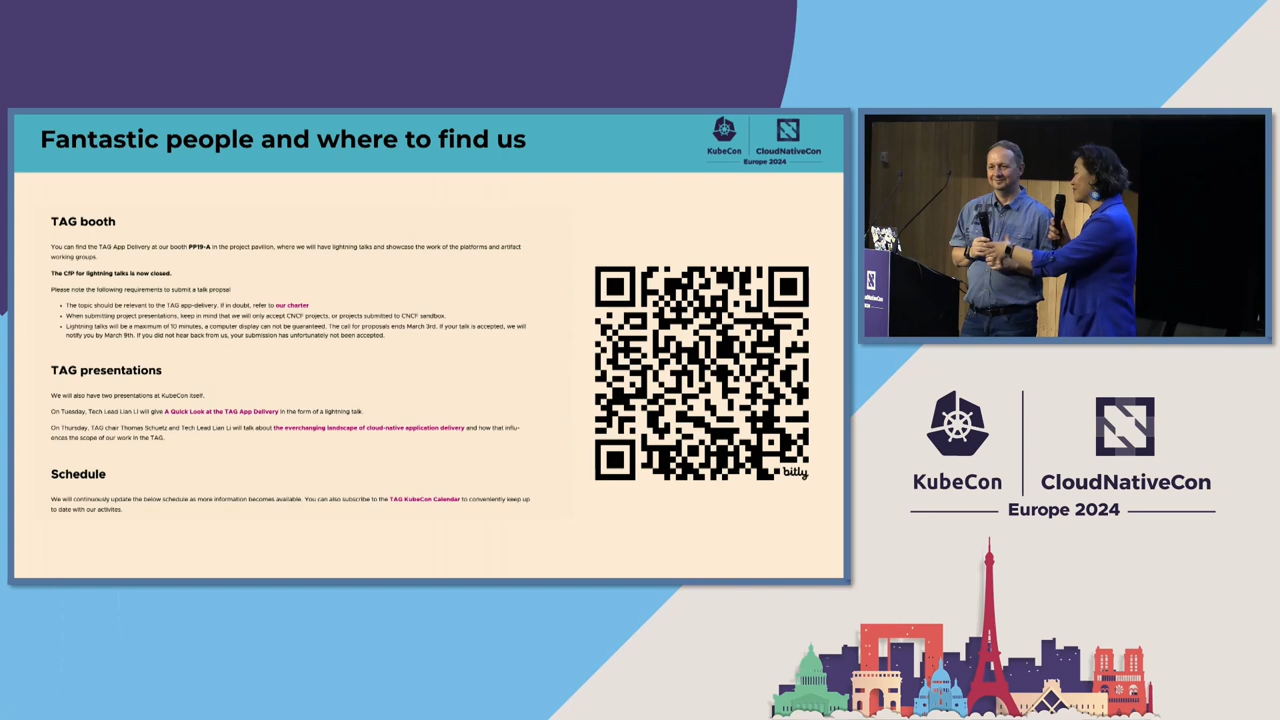 Fantastic people and where to find us
KubeCon
CloudNativeCon
Europe 2024
TAG booth
You can find the TAG App Delivery at our booth PP19-A in the project pavilion, where we will have lightning talks and showcase the work of the platforms and artifact
working groups.
The CfP for lightning talks is now closed.
Please note the following requirements to submit a talk proposal
• The topic should be relevant to the TAG app-delivery. If in doubt, refer to our charter
• When submitting project presentations, keep in mind that we will only accept CNCF projects, or projects submitted to CNCF sandbox.
• Lightning talks will be a maximum of 10 minutes, a computer display can not be guaranteed. The call for proposals ends March 3rd. If your talk is accepted, we will
notify you by March 9th. If you did not hear back from us, your submission has unfortunately not been accepted.
TAG presentations
We will also have two presentations at KubeCon itself.
On Tuesday, Tech Lead Lian Li will give A Quick Look at the TAG App Delivery in the form of a lightning talk.
On Thursday, TAG chair Thomas Schuetz and Tech Lead Lian Li will talk about the everchanging landscape of cloud-native application delivery and how that influ-
ences the scope of our work in the TAG.
Schedule
We will continuously update the below schedule as more information becomes available. You can also subscribe to the TAG KubeCon Calendar to conveniently keep up
to date with our activites.
bitly
KubeCon
CloudNativeCon
Europe 2024